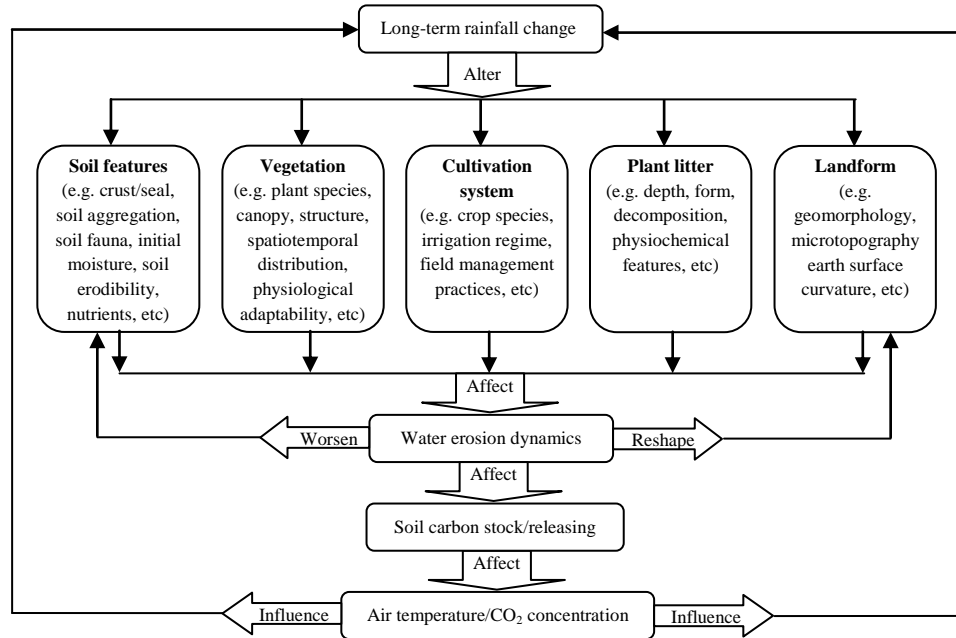 Long-term rainfall change
Alter
Soil features
(e.g. crust/seal,
soil aggregation,
soil fauna, initial
moisture, soil
erodibility,
nutrients, etc)
Vegetation
(e.g. plant species,
canopy, structure,
spatiotemporal
distribution,
physiological
adaptability, etc)
Cultivation
system
(e.g. crop species,
irrigation regime,
field management
practices, etc)
Plant litter
(e.g. depth, form,
decomposition,
physiochemical
features, etc)
Landform
(e.g.
geomorphology,
microtopography
earth surface
curvature, etc)
Affect
Worsen
Water erosion dynamics
Reshape
Affect
Soil carbon stock/releasing
Affect
Influence
Air temperature/CO₂ concentration
Influence